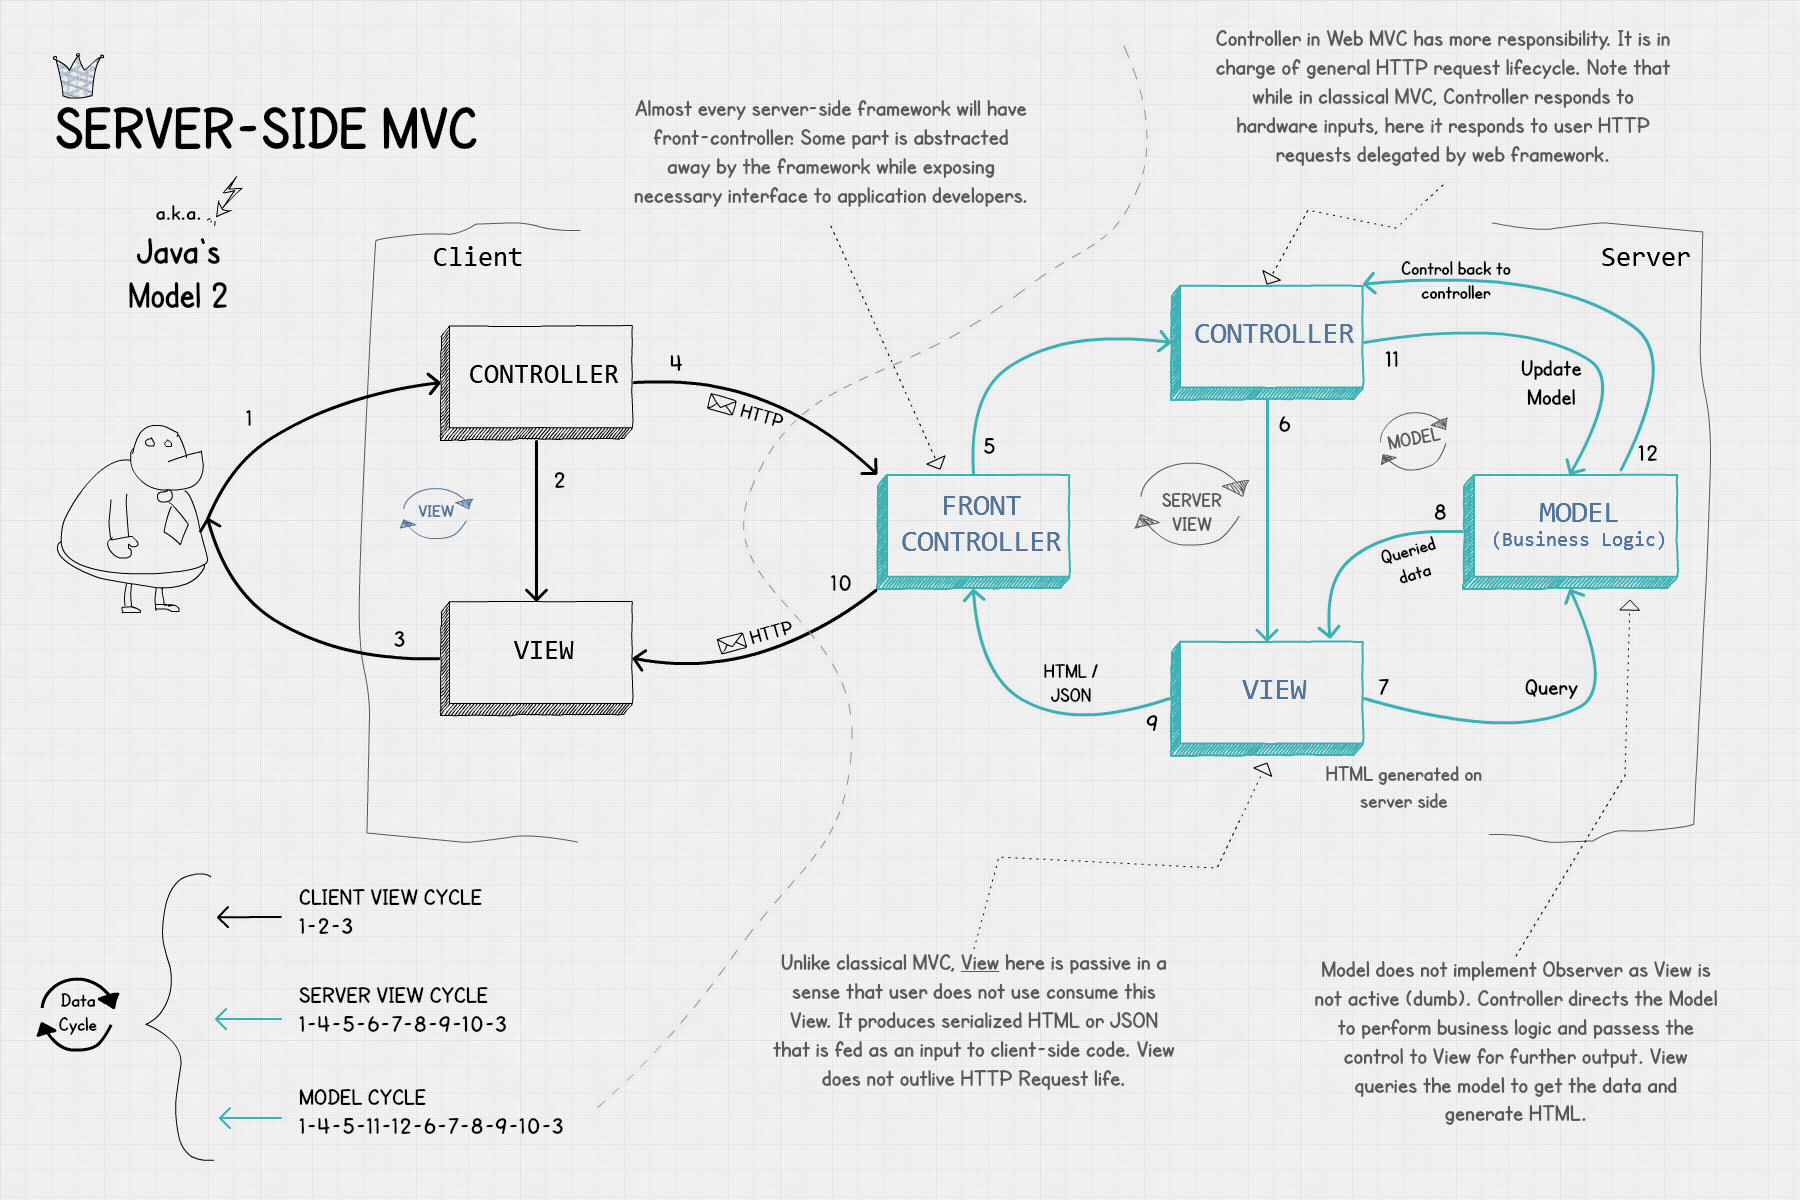 SERVER-SIDE MVC
a.k.a.
Java's
Model 2
Almost every server-side framework will have
front-controller. Some part is abstracted
away by the framework while exposing
necessary interface to application developers.
Controller in Web MVC has more responsibility. It is in
charge of general HTTP request lifecycle. Note that
while in classical MVC, Controller responds to
hardware inputs, here it responds to user HTTP
requests delegated by web framework.
Client
Server
CONTROLLER
1
2
VIEW
3
VIEW
4
HTTP
10
HTTP
FRONT
CONTROLLER
5
CONTROLLER
Control back to
controller
11
Update
Model
6
MODEL
12
SERVER
VIEW
8
Queried
data
MODEL
(Business Logic)
HTML /
JSON
9
VIEW
7
Query
HTML generated on
server side
Data
Cycle
CLIENT VIEW CYCLE
1-2-3
SERVER VIEW CYCLE
1-4-5-6-7-8-9-10-3
MODEL CYCLE
1-4-5-11-12-6-7-8-9-10-3
Unlike classical MVC, View here is passive in a
sense that user does not use consume this
View. It produces serialized HTML or JSON
that is fed as an input to client-side code. View
does not outlive HTTP Request life.
Model does not implement Observer as View is
not active (dumb). Controller directs the Model
to perform business logic and passess the
control to View for further output. View
queries the model to get the data and
generate HTML.